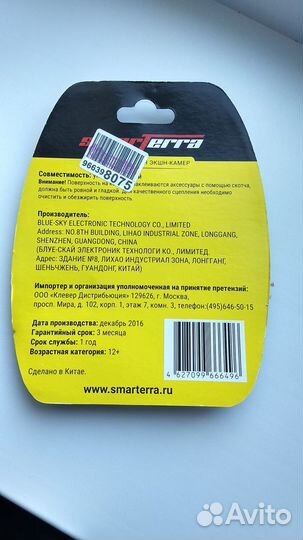 smarterra
966398075
ЭКШН-КАМЕР
Совместимость:
Внимание! Поверхность на которую наклеиваются аксессуары с помощью скотча,
должна быть ровной и гладкой. Для качественного сцепления необходимо
очистить и обезжирить поверхность.
Производитель:
BLUE-SKY ELECTRONIC TECHNOLOGY CO., LIMITED
Address: NO.8TH BUILDING, LIHAO INDUSTRIAL ZONE, LONGGANG,
SHENZHEN, GUANGDONG, CHINA
(БЛУЕ-СКАЙ ЭЛЕКТРОНИК ТЕХНОЛОГИ КО., ЛИМИТЕД.
Адрес: ЗДАНИЕ №8, ЛИХАО ИНДУСТРИАЛ ЗОНА, ЛОНГГАНГ,
ШЕНЬЧЖЕНЬ, ГУАНДОНГ, КИТАЙ)
Импортер и организация уполномоченная на принятие претензий:
ООО «Клевер Дистрибьюция» 129626, г. Москва,
просп. Мира, д. 102, корп. 1, этаж 7, комн. 3, телефон:(495)646-50-15
Дата производства: декабрь 2016
Гарантийный срок: 3 месяца
Срок службы: 1 год
Возрастная категория: 12+
Сделано в Китае.
4 627099 666496
www.smarterra.ru
Avito